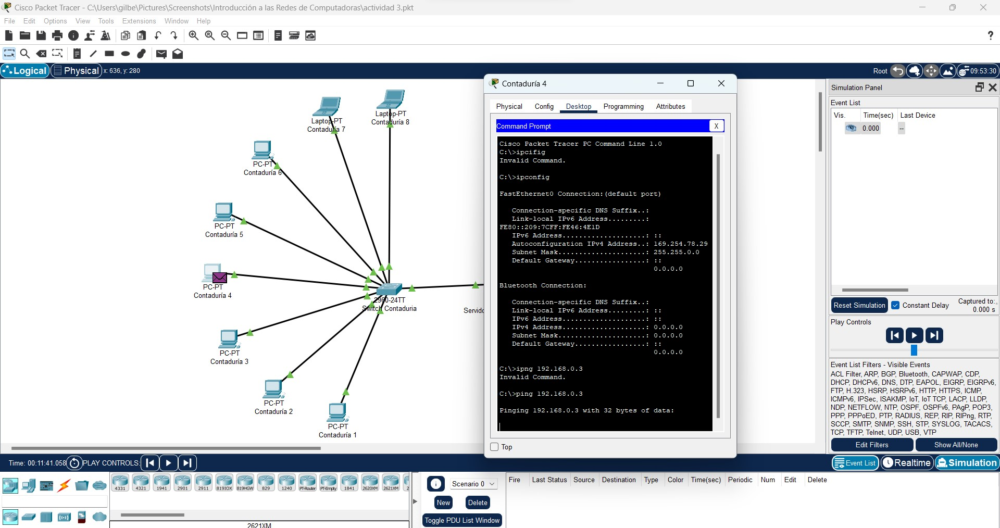 Cisco Packet Tracer - C:\Users\gilbe\Pictures\Screenshots\Introducción a las Redes de Computadoras\actividad 3.pkt
File Edit Options View Tools Extensions Window Help
?
Logical Physical x: 636, y: 280 Root 09:53:30
Laptop-PT
Contaduría 8
Laptop-PT
Contaduría 7
PC-PT
Contaduría 6
PC-PT
Contaduría 5
PC-PT
Contaduría 4
2960-24TT
Switch Contaduria
Servido
PC-PT
Contaduría 3
PC-PT
Contaduría 2
PC-PT
Contaduría 1
Contaduría 4
Physical Config Desktop Programming Attributes
Command Prompt X
Cisco Packet Tracer PC Command Line 1.0
C:\>ipcifig
Invalid Command.
C:\>ipconfig
FastEthernet0 Connection:(default port)
Connection-specific DNS Suffix..:
Link-local IPv6 Address.........:
FE80::209:7CFF:FE46:4E1D
IPv6 Address....................: ::
Autoconfiguration IPv4 Address..: 169.254.78.29
Subnet Mask.....................: 255.255.0.0
Default Gateway.................: ::
0.0.0.0
Bluetooth Connection:
Connection-specific DNS Suffix..:
Link-local IPv6 Address.........: ::
IPv6 Address....................: ::
IPv4 Address....................: 0.0.0.0
Subnet Mask.....................: 0.0.0.0
Default Gateway.................: ::
0.0.0.0
C:\>ipng 192.168.0.3
Invalid Command.
C:\>ping 192.168.0.3
Pinging 192.168.0.3 with 32 bytes of data:
Top
Simulation Panel
Event List
Vis. Time(sec) Last Device
0.000 --
Reset Simulation Constant Delay Captured to:
0.000 s
Play Controls
Event List Filters - Visible Events
ACL Filter, ARP, BGP, Bluetooth, CAPWAP, CDP,
DHCP, DHCPv6, DNS, DTP, EAPOL, EIGRP, EIGRPv6,
FTP, H.323, HSRP, HSRPv6, HTTP, HTTPS, ICMP,
ICMPv6, IPSec, ISAKMP, IoT, IoT TCP, LACP, LLDP,
NDP, NETFLOW, NTP, OSPF, OSPFv6, PAgP, POP3,
PPP, PPPoED, PTP, RADIUS, REP, RIP, RIPng, RTP,
SCCP, SMTP, SNMP, SSH, STP, SYSLOG, TACACS,
TCP, TFTP, Telnet, UDP, USB, VTP
Edit Filters Show All/None
Time: 00:11:41.058 PLAY CONTROLS: Event List Realtime Simulation
4331 4321 1941 2901 2911 819IOX 819HGW 829 1240 PT-Router PT-Empty 1841 2620XM 2621XM 2
2621XM
Scenario 0
New Delete
Toggle PDU List Window
Fire Last Status Source Destination Type Color Time(sec) Periodic Num Edit Delete